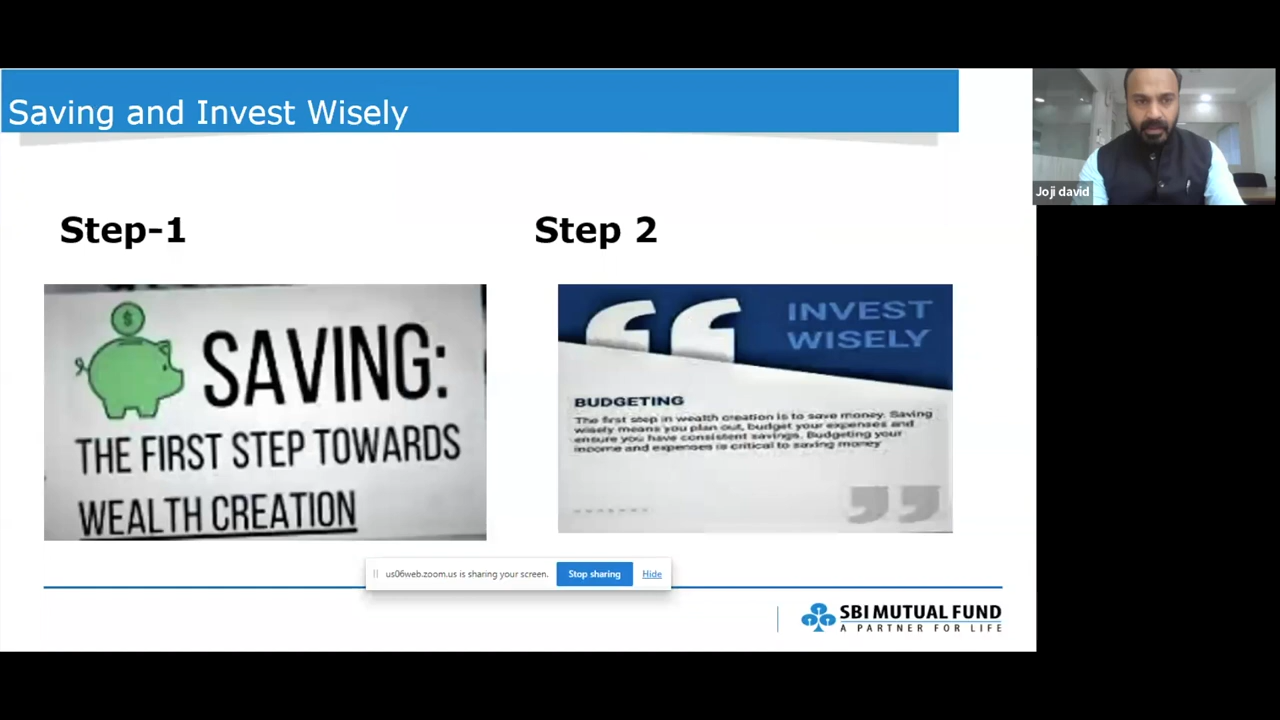 Saving and Invest Wisely
Joji david
Step-1
Step 2
$
SAVING:
THE FIRST STEP TOWARDS
WEALTH CREATION
INVEST
WISELY
BUDGETING
The first step in wealth creation is to save money. Saving
wisely means you plan out, budget your expenses and
ensure you have consistent savings. Budgeting your
income and expenses is critical to saving money
us06web.zoom.us is sharing your screen.
Stop sharing
Hide
SBI MUTUAL FUND
A PARTNER FOR LIFE